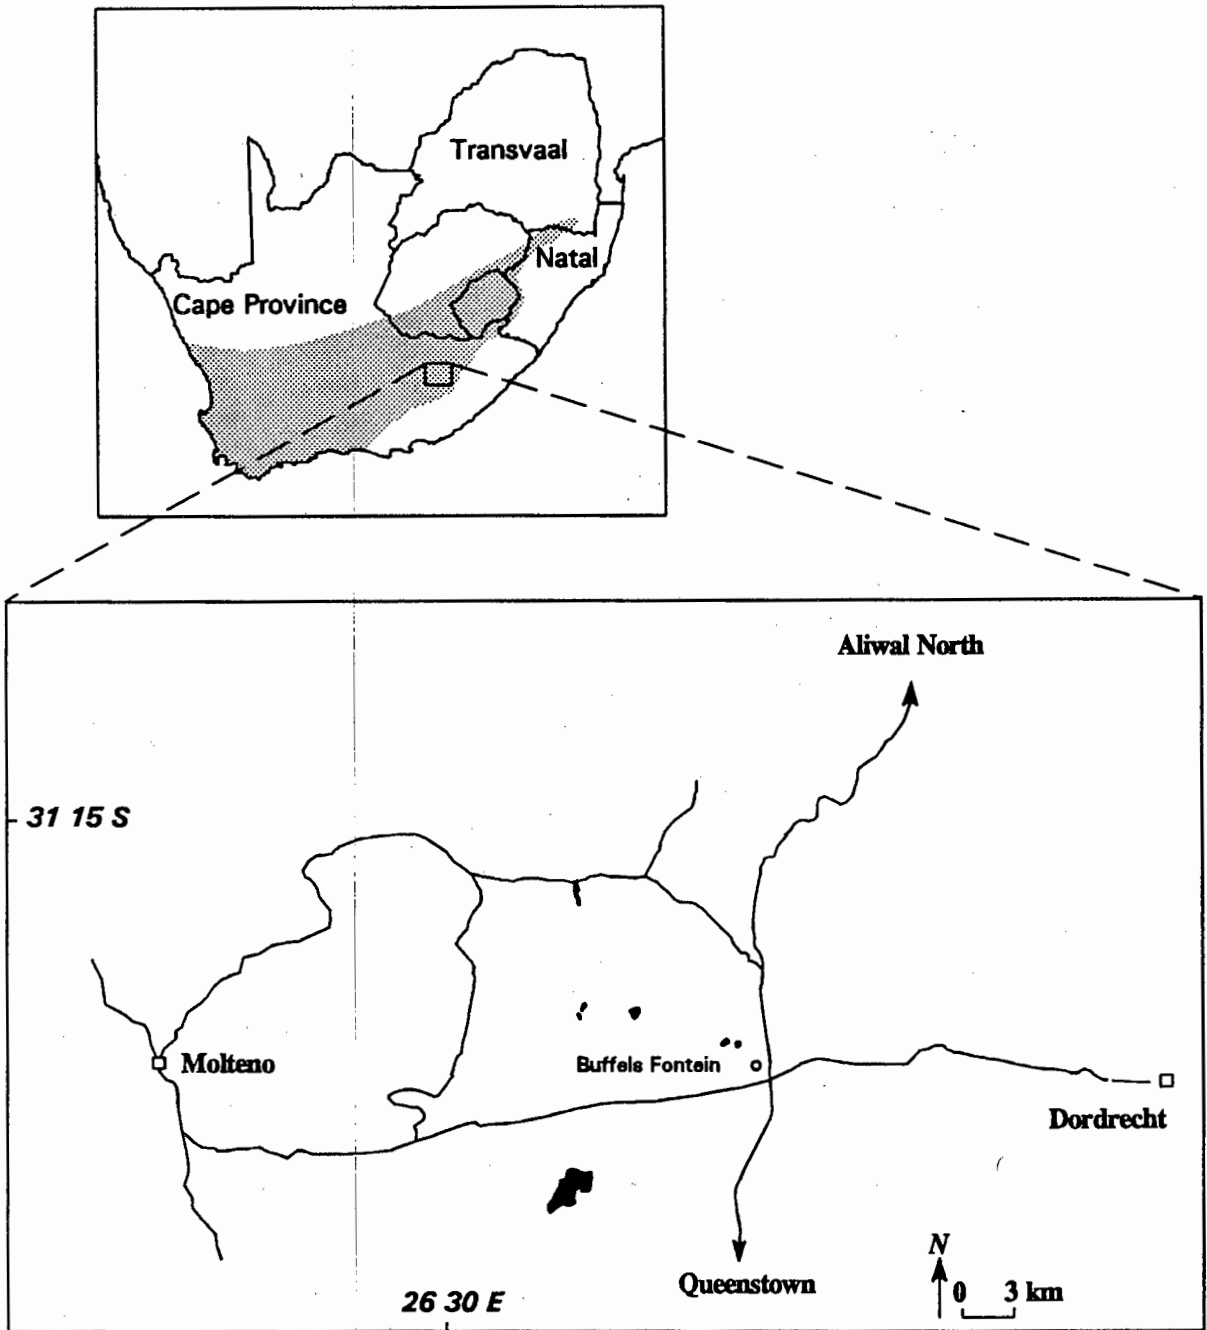 Transvaal
Natal
Cape Province
Aliwal North
31 15 S
Buffels Fontein
Molteno
Dordrecht
N
Queenstown
0 3 km
26 30 E